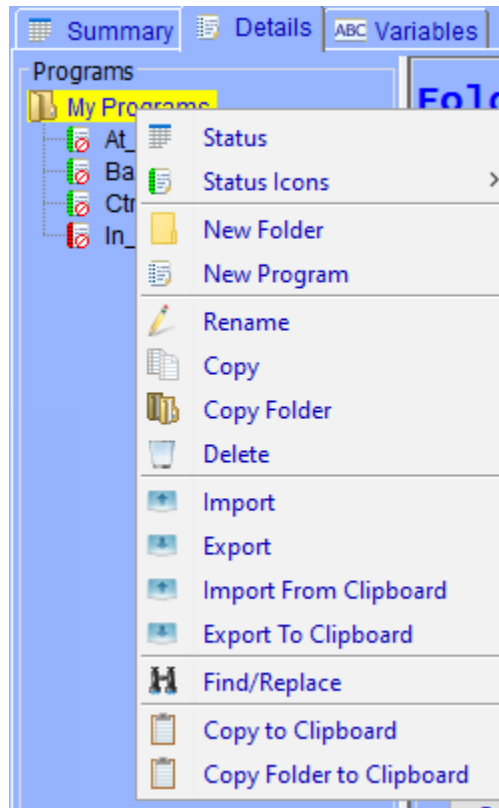 Summary
Details
ABC Variables
Programs
My Programs
At_
Ba
Ctr
In_
Status
Status Icons
New Folder
New Program
Rename
Copy
Copy Folder
Delete
Import
Export
Import From Clipboard
Export To Clipboard
Find/Replace
Copy to Clipboard
Copy Folder to Clipboard